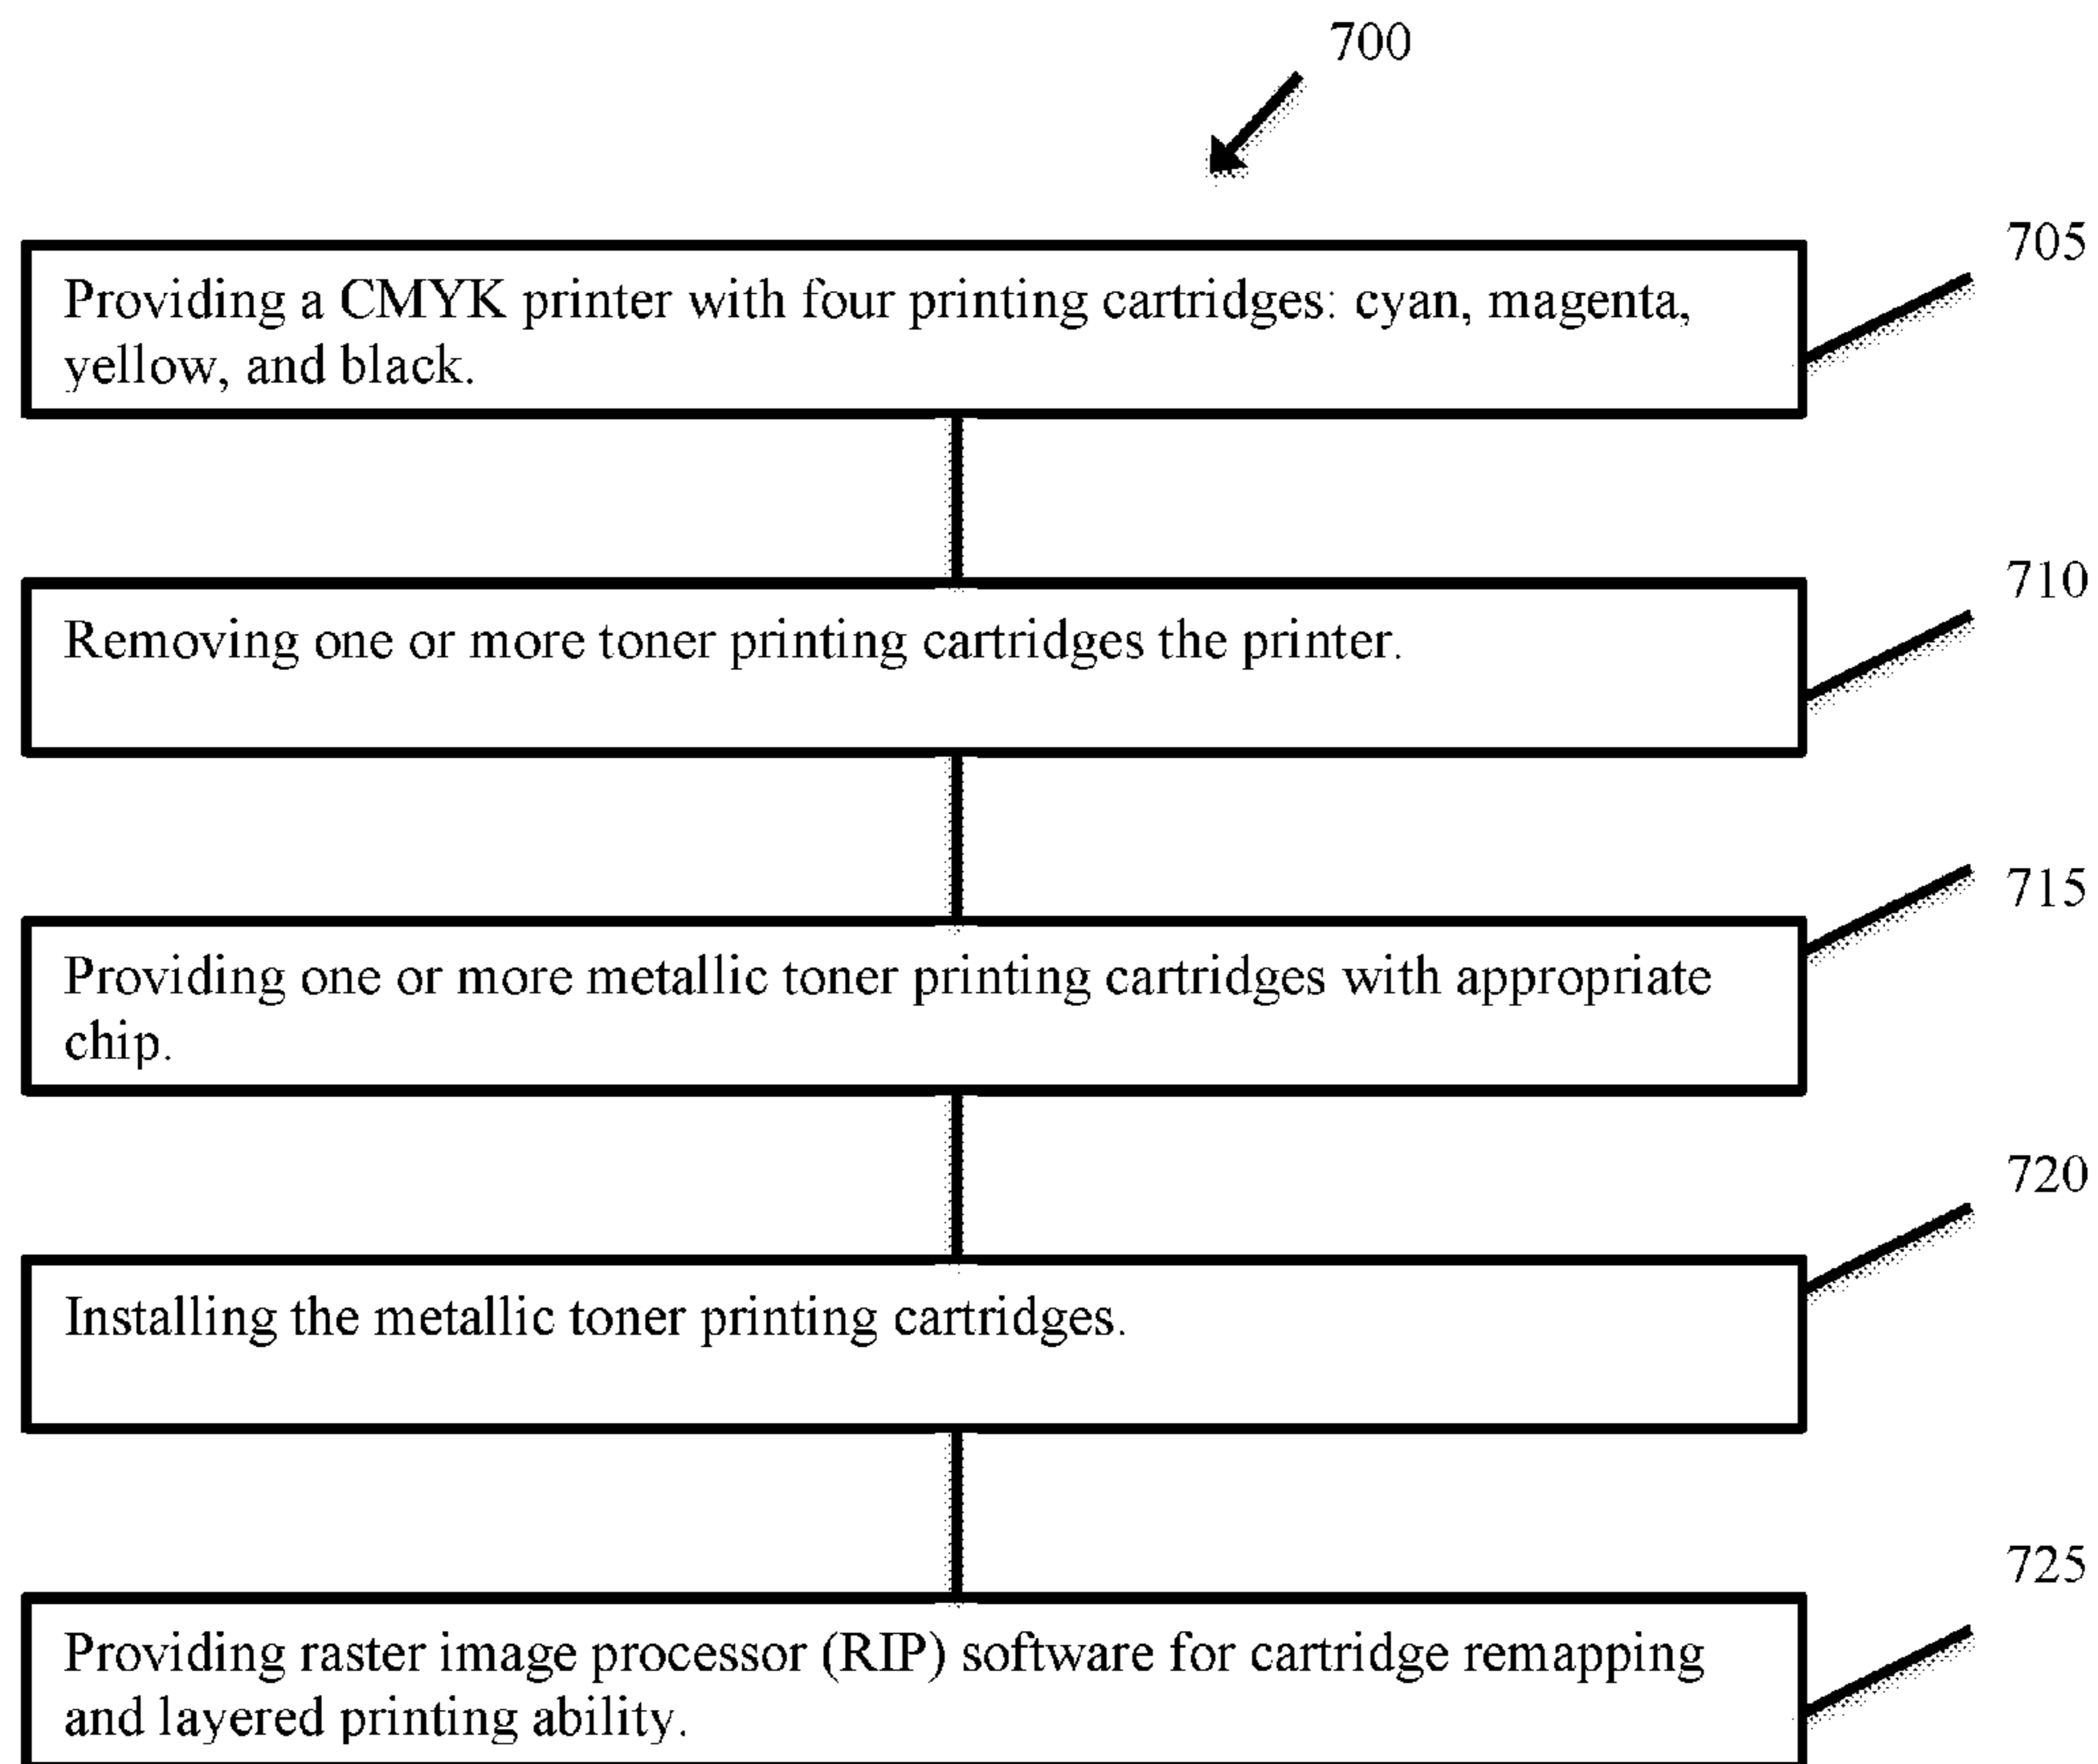 700
705
Providing a CMYK printer with four printing cartridges: cyan, magenta,
yellow, and black.
710
Removing one or more toner printing cartridges the printer.
715
Providing one or more metallic toner printing cartridges with appropriate
chip.
720
Installing the metallic toner printing cartridges.
725
Providing raster image processor (RIP) software for cartridge remapping
and layered printing ability.